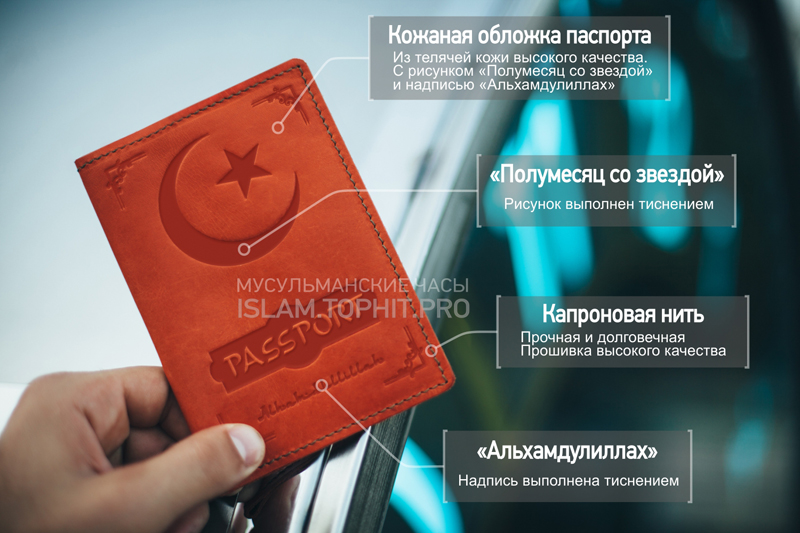 Кожаная обложка паспорта
Из телячей кожи высокого качества.
С рисунком «Полумесяц со звездой»
и надписью «Альхамдулиллах»
«Полумесяц со звездой»
Рисунок выполнен тиснением
МУСУЛЬМАНСКИЕ ЧАСЫ
ISLAM.TOPHIT.PRO
Капроновая нить
Прочная и долговечная
Прошивка высокого качества
PASSPORT
Alhamdulillah
«Альхамдулиллах»
Надпись выполнена тиснением